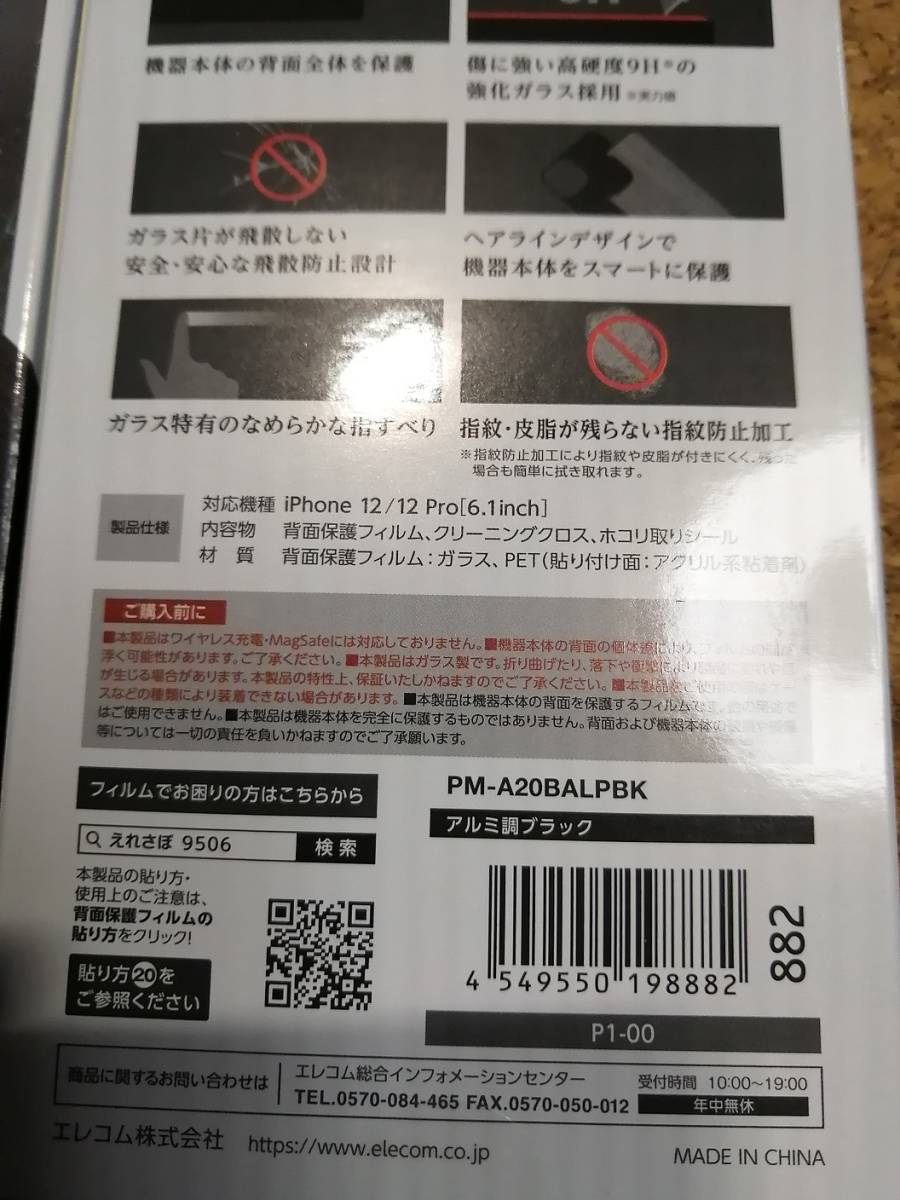 機器本体の背面全体を保護
傷に強い高硬度9H※の
強化ガラス採用 ※実力値
ガラス片が飛散しない
安全・安心な飛散防止設計
ヘアラインデザインで
機器本体をスマートに保護
ガラス特有のなめらかな指すべり
指紋・皮脂が残らない指紋防止加工
※指紋防止加工により指紋や皮脂が付きにくく、残った
場合も簡単に拭き取れます。
製品仕様
対応機種 iPhone 12/12 Pro[6.1inch]
内容物 背面保護フィルム、クリーニングクロス、ホコリ取りシール
材 質 背面保護フィルム：ガラス、PET(貼り付け面：アクリル系粘着剤)
ご購入前に
■本製品はワイヤレス充電・MagSafeには対応しておりません。■機器本体の背面の個体差により、
浮く可能性があります。ご了承ください。■本製品はガラス製です。折り曲げたり、落下や衝撃により
が生じる場合があります。本製品の特性上、保証いたしかねますのでご了承ください。■本製品をご使用の
スなどの種類により装着できない場合があります。■本製品は機器本体の背面を保護するフィルムです。
はご使用できません。■本製品は機器本体を完全に保護するものではありません。背面および機器本体の
等については一切の責任を負いかねますのでご了承願います。
フィルムでお困りの方はこちらから
えれさぽ 9506 検索
本製品の貼り方・
使用上のご注意は、
背面保護フィルムの
貼り方をクリック!
貼り方20を
ご参照ください
PM-A20BALPBK
アルミ調ブラック
4 549550 198882
882
P1-00
商品に関するお問い合わせは
エレコム総合インフォメーションセンター
TEL.0570-084-465 FAX.0570-050-012
受付時間 10:00〜19:00
年中無休
エレコム株式会社 https://www.elecom.co.jp
MADE IN CHINA